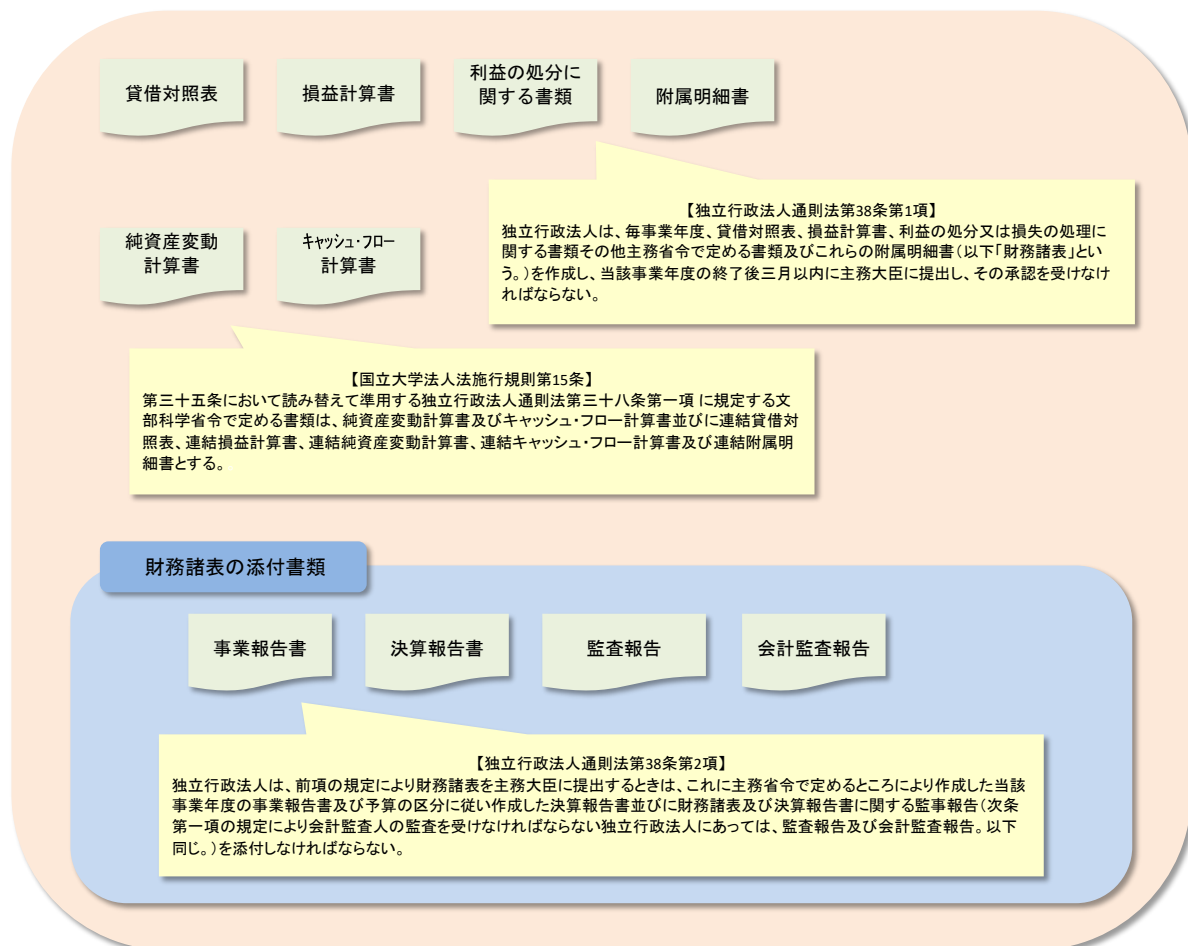 貸借対照表
損益計算書
利益の処分に
関する書類
附属明細書
【独立行政法人通則法第38条第1項】
独立行政法人は、毎事業年度、貸借対照表、損益計算書、利益の処分又は損失の処理に
関する書類その他主務省令で定める書類及びこれらの附属明細書(以下「財務諸表」とい
う。)を作成し、当該事業年度の終了後三月以内に主務大臣に提出し、その承認を受けなけ
ればならない。
純資産変動
計算書
キャッシュ・フロー
計算書
【国立大学法人法施行規則第15条】
第三十五条において読み替えて準用する独立行政法人通則法第三十八条第一項 に規定する文
部科学省令で定める書類は、純資産変動計算書及びキャッシュ・フロー計算書並びに連結貸借対
照表、連結損益計算書、連結純資産変動計算書、連結キャッシュ・フロー計算書及び連結附属明
細書とする。
財務諸表の添付書類
事業報告書
決算報告書
監査報告
会計監査報告
【独立行政法人通則法第38条第2項】
独立行政法人は、前項の規定により財務諸表を主務大臣に提出するときは、これに主務省令で定めるところにより作成した当該
事業年度の事業報告書及び予算の区分に従い作成した決算報告書並びに財務諸表及び決算報告書に関する監事報告(次条
第一項の規定により会計監査人の監査を受けなければならない独立行政法人にあっては、監査報告及び会計監査報告。以下
同じ。)を添付しなければならない。